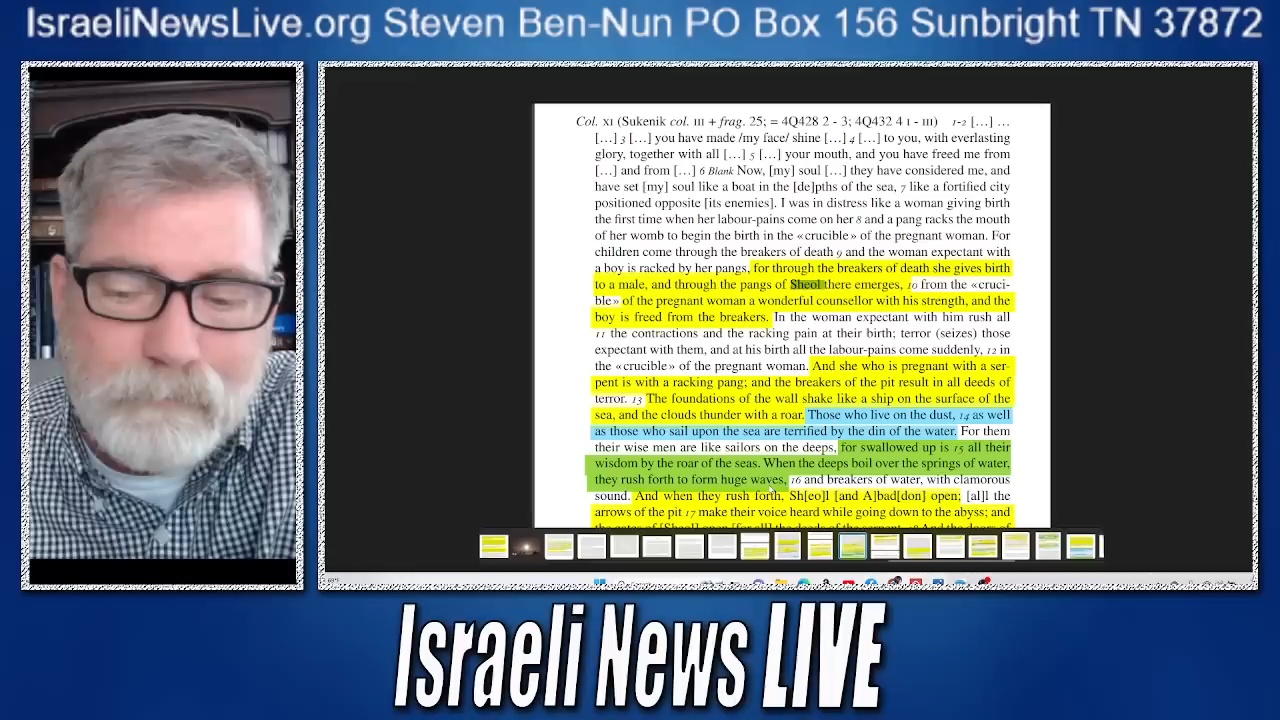 IsraeliNewsLive.org Steven Ben-Nun PO Box 156 Sunbright TN 37872
Col. XI (Sukenik col. III + frag. 25; = 4Q428 2 - 3; 4Q432 4 I - III) 1-2 […] …
[…] 3 […] you have made /my face/ shine […] 4 […] to you, with everlasting
glory, together with all […] 5 […] your mouth, and you have freed me from
[…] and from […] 6 Blank Now, [my] soul […] they have considered me, and
have set [my] soul like a boat in the [de]pths of the sea, 7 like a fortified city
positioned opposite [its enemies]. I was in distress like a woman giving birth
the first time when her labour-pains come on her 8 and a pang racks the mouth
of her womb to begin the birth in the «crucible» of the pregnant woman. For
children come through the breakers of death 9 and the woman expectant with
a boy is racked by her pangs, for through the breakers of death she gives birth
to a male, and through the pangs of Sheol there emerges, 10 from the «cruci-
ble» of the pregnant woman a wonderful counsellor with his strength, and the
boy is freed from the breakers. In the woman expectant with him rush all
11 the contractions and the racking pain at their birth; terror (seizes) those
expectant with them, and at his birth all the labour-pains come suddenly, 12 in
the «crucible» of the pregnant woman. And she who is pregnant with a ser-
pent is with a racking pang; and the breakers of the pit result in all deeds of
terror. 13 The foundations of the wall shake like a ship on the surface of the
sea, and the clouds thunder with a roar. Those who live on the dust, 14 as well
as those who sail upon the sea are terrified by the din of the water. For them
their wise men are like sailors on the deeps, for swallowed up is 15 all their
wisdom by the roar of the seas. When the deeps boil over the springs of water,
they rush forth to form huge waves, 16 and breakers of water, with clamorous
sound. And when they rush forth, Sh[eo]l [and A]bad[don] open; [al]l the
arrows of the pit 17 make their voice heard while going down to the abyss; and
the gates of [Sheol] open [for all] the deeds of the serpent. 18 And the doors of
Israeli News LIVE